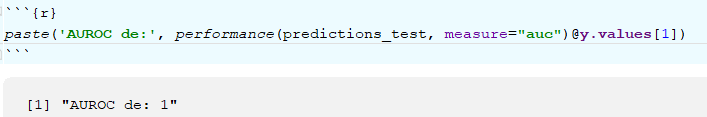 ```{r}
paste('AUROC de:', performance(predictions_test, measure="auc")@y.values[1])
```
[1] "AUROC de: 1"